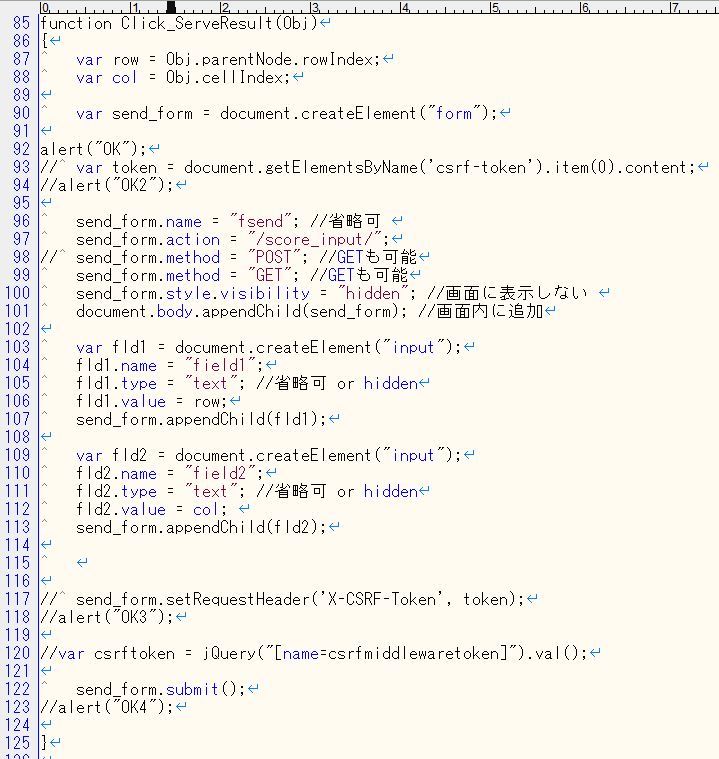 0 1 2 3 4 5 6 7
85 function Click_ServeResult(Obj)↵
86 {↵
87 ^ var row = Obj.parentNode.rowIndex;↵
88 ^ var col = Obj.cellIndex;↵
89 ↵
90 ^ var send_form = document.createElement("form");↵
91 ↵
92 alert("OK");↵
93 //^ var token = document.getElementsByName('csrf-token').item(0).content;↵
94 //alert("OK2");↵
95 ↵
96 ^ send_form.name = "fsend"; //省略可 ↵
97 ^ send_form.action = "/score_input/";↵
98 //^ send_form.method = "POST"; //GETも可能↵
99 ^ send_form.method = "GET"; //GETも可能↵
100 ^ send_form.style.visibility = "hidden"; //画面に表示しない ↵
101 ^ document.body.appendChild(send_form); //画面内に追加↵
102 ↵
103 ^ var fld1 = document.createElement("input");↵
104 ^ fld1.name = "field1";↵
105 ^ fld1.type = "text"; //省略可 or hidden↵
106 ^ fld1.value = row;↵
107 ^ send_form.appendChild(fld1);↵
108 ↵
109 ^ var fld2 = document.createElement("input");↵
110 ^ fld2.name = "field2";↵
111 ^ fld2.type = "text"; //省略可 or hidden↵
112 ^ fld2.value = col; ↵
113 ^ send_form.appendChild(fld2);↵
114 ↵
115 ^ ↵
116 ↵
117 //^ send_form.setRequestHeader('X-CSRF-Token', token);↵
118 //alert("OK3");↵
119 ↵
120 //var csrftoken = jQuery("[name=csrfmiddlewaretoken]").val();↵
121 ↵
122 ^ send_form.submit();↵
123 //alert("OK4");↵
124 ↵
125 }↵